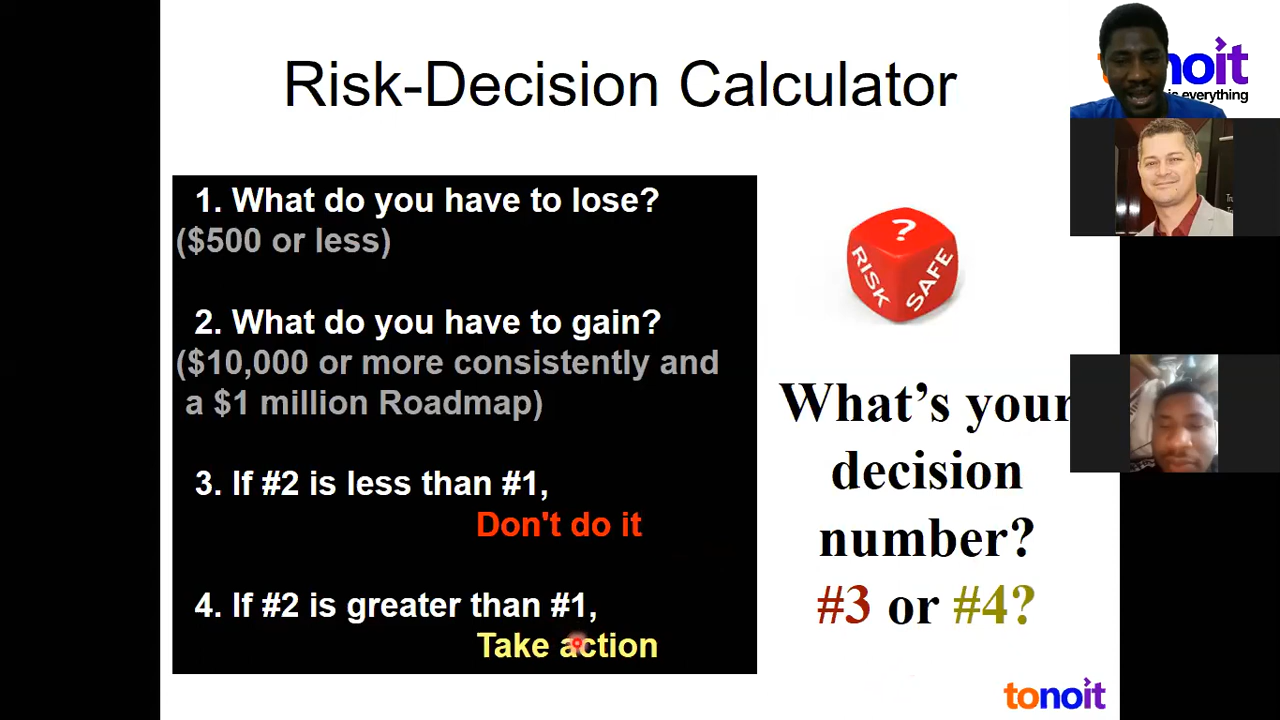 Risk-Decision Calculator
noit
is everything
1. What do you have to lose?
($500 or less)
2. What do you have to gain?
($10,000 or more consistently and
a $1 million Roadmap)
3. If #2 is less than #1,
Don't do it
4. If #2 is greater than #1,
Take action
?
RISK
SAFE
What's your
decision
number?
#3 or #4?
tonoit